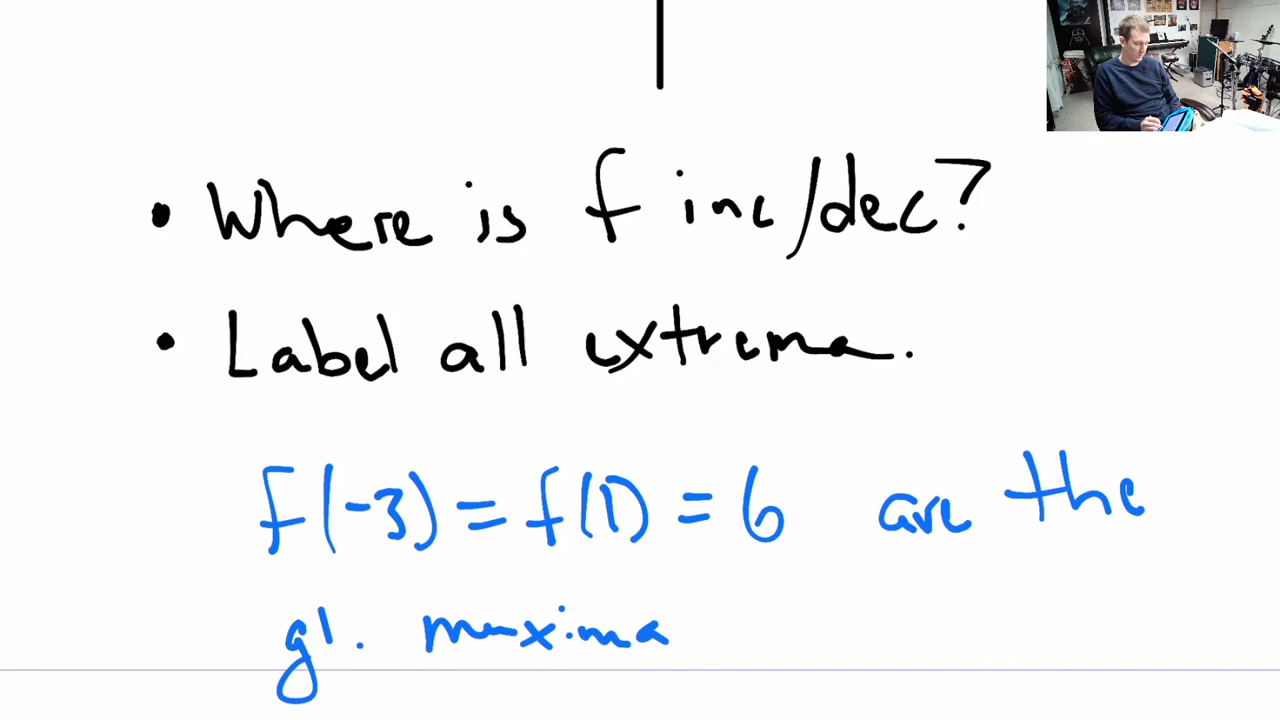 • Where is f inc/dec?
• Label all extrema.
f(-3) = f(1) = 6 are the
gl. maxima